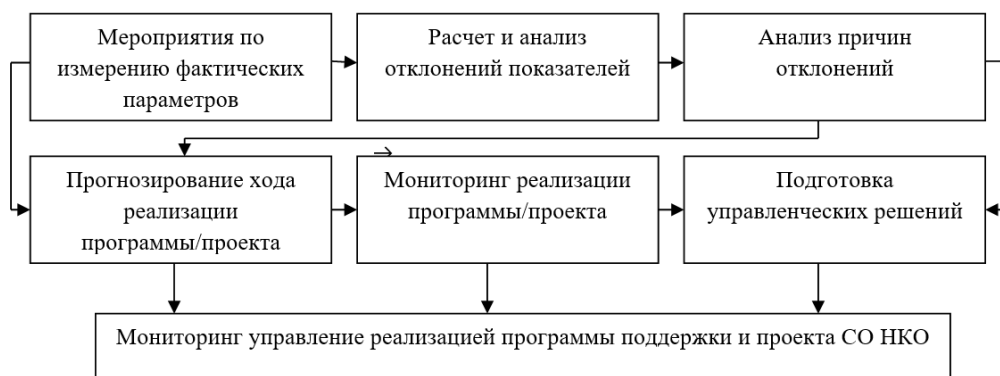 Мероприятия по
измерению фактических
параметров
Расчет и анализ
отклонений показателей
Анализ причин
отклонений
Прогнозирование хода
реализации
программы/проекта
Мониторинг реализации
программы/проекта
Подготовка
управленческих решений
Мониторинг управление реализацией программы поддержки и проекта СО НКО